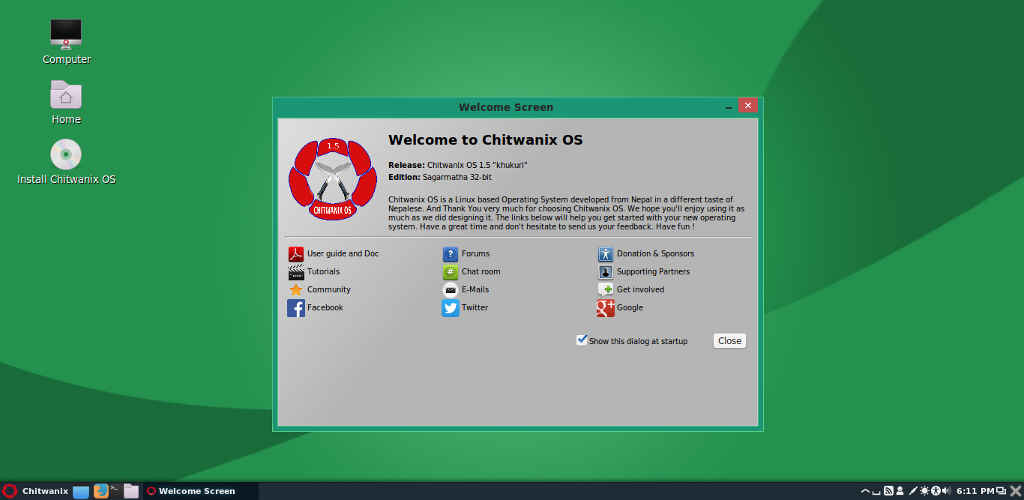 Computer
Home
Install Chitwanix OS
Welcome Screen
1.5
CHITWANIX OS
Welcome to Chitwanix OS
Release: Chitwanix OS 1.5 "khukuri"
Edition: Sagarmatha 32-bit
Chitwanix OS is a Linux based Operating System developed from Nepal in a different taste of
Nepalese. And Thank You very much for choosing Chitwanix OS. We hope you'll enjoy using it as
much as we did designing it. The links below will help you get started with your new operating
system. Have a great time and don't hesitate to send us your feedback. Have fun !
User guide and Doc
Forums
Donation & Sponsors
Tutorials
Chat room
Supporting Partners
Community
E-Mails
Get involved
Facebook
Twitter
Google
Show this dialog at startup
Close
Chitwanix
Welcome Screen
6:11 PM